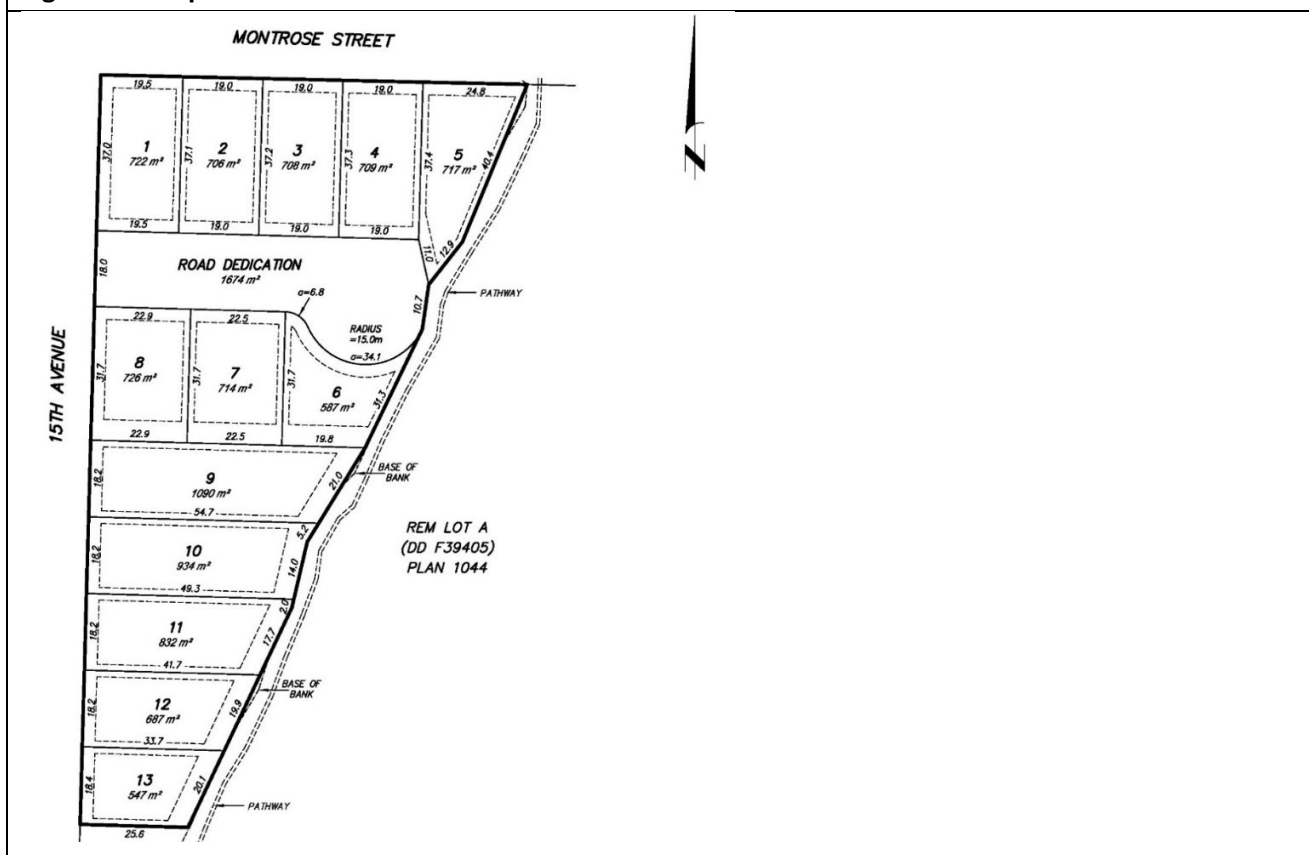 MONTROSE STREET
19.5
19.0
19.0
19.0
24.8
37.0
1
722 m²
37.1
2
706 m²
37.2
3
708 m²
37.3
4
709 m²
37.4
5
717 m²
40.4
19.5
19.0
19.0
19.0
11.0
12.9
18.0
ROAD DEDICATION
1674 m²
10.7
PATHWAY
a=6.8
RADIUS
=15.0m
a=34.1
15TH AVENUE
22.9
22.5
31.7
8
726 m²
31.7
7
714 m²
31.7
6
587 m²
31.3
22.9
22.5
19.8
18.2
9
1090 m²
54.7
21.0
BASE OF
BANK
5.2
REM LOT A
(DD F39405)
PLAN 1044
18.2
10
934 m²
49.3
14.0
2.0
18.2
11
832 m²
41.7
17.7
BASE OF
BANK
18.2
12
687 m²
33.7
19.9
18.4
13
547 m²
20.1
PATHWAY
25.6